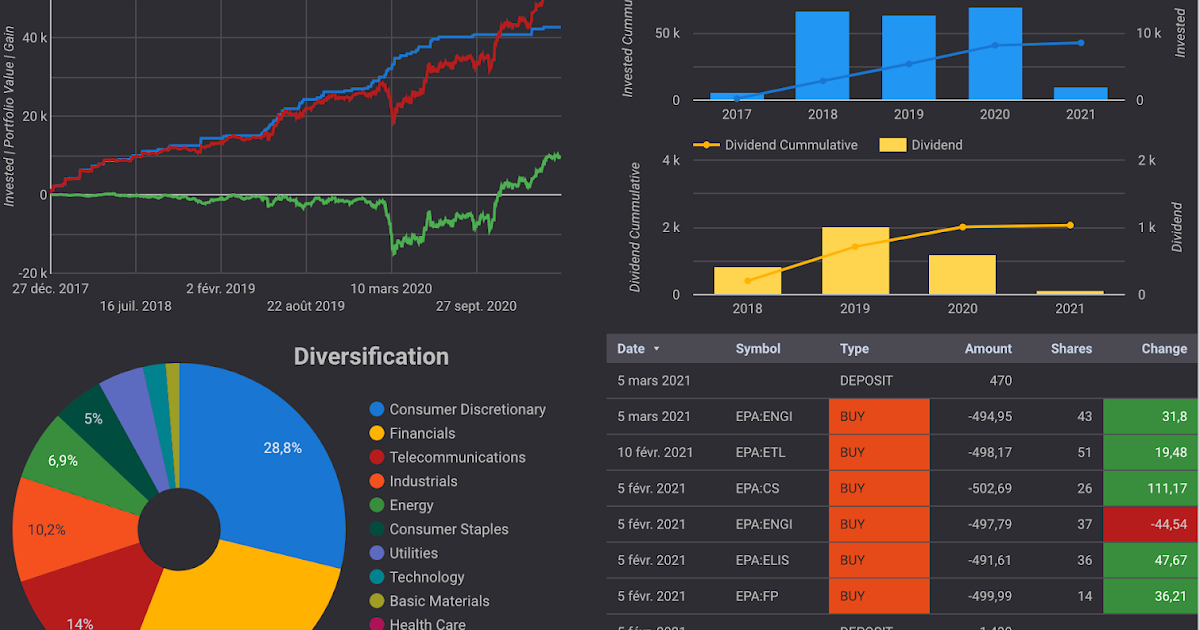 Invested | Portfolio Value | Gain
40 k
20 k
0
-20 k
27 déc. 2017
2 févr. 2019
10 mars 2020
16 juil. 2018
22 août 2019
27 sept. 2020
Invested Cummu
50 k
0
10 k
0
Invested
2017 2018 2019 2020 2021
Dividend Cummulative Dividend
Dividend Cummulative
4 k
2 k
0
2 k
1 k
0
Dividend
2018 2019 2020 2021
Diversification
28,8%
14%
10,2%
6,9%
5%
Consumer Discretionary
Financials
Telecommunications
Industrials
Energy
Consumer Staples
Utilities
Technology
Basic Materials
Health Care
Date Symbol Type Amount Shares Change
5 mars 2021 DEPOSIT 470
5 mars 2021 EPA:ENGI BUY -494,95 43 31,8
10 févr. 2021 EPA:ETL BUY -498,17 51 19,48
5 févr. 2021 EPA:CS BUY -502,69 26 111,17
5 févr. 2021 EPA:ENGI BUY -497,79 37 -44,54
5 févr. 2021 EPA:ELIS BUY -491,61 36 47,67
5 févr. 2021 EPA:FP BUY -499,99 14 36,21
5 févr. 2021 DEPOSIT